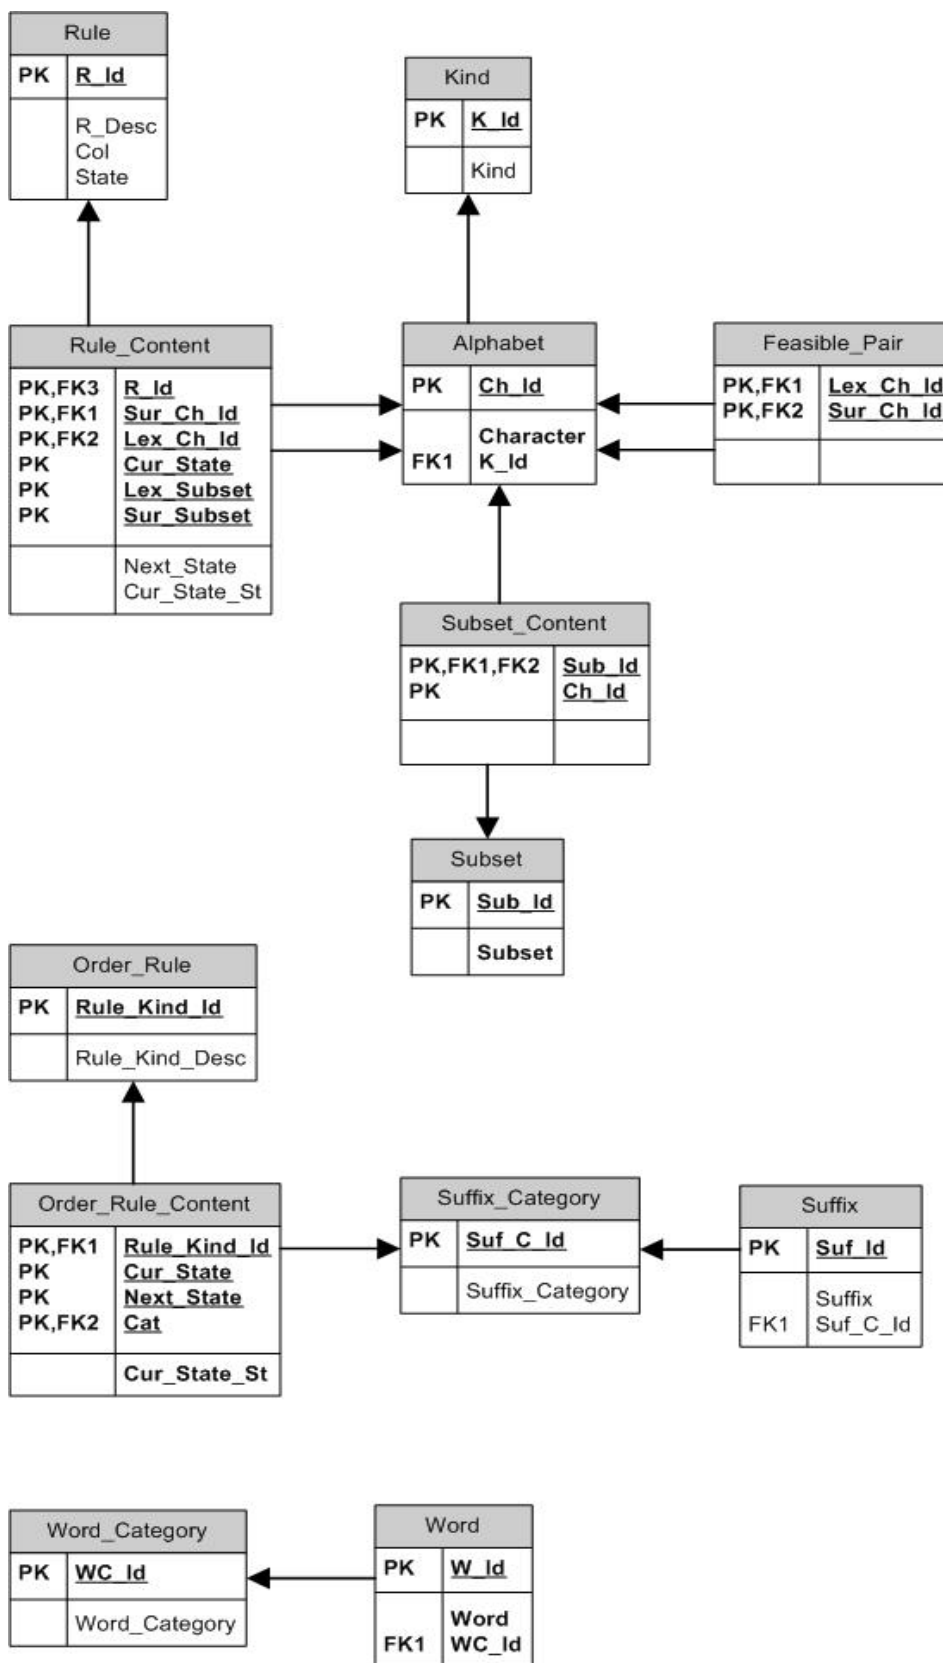 Rule
PK R_Id
R_Desc
Col
State
Kind
PK K_Id
Kind
Rule_Content
PK,FK3 R_Id
PK,FK1 Sur_Ch_Id
PK,FK2 Lex_Ch_Id
PK Cur_State
PK Lex_Subset
PK Sur_Subset
Next_State
Cur_State_St
Alphabet
PK Ch_Id
Character
FK1 K_Id
Feasible_Pair
PK,FK1 Lex_Ch_Id
PK,FK2 Sur_Ch_Id
Subset_Content
PK,FK1,FK2 Sub_Id
PK Ch_Id
Subset
PK Sub_Id
Subset
Order_Rule
PK Rule_Kind_Id
Rule_Kind_Desc
Order_Rule_Content
PK,FK1 Rule_Kind_Id
PK Cur_State
PK Next_State
PK,FK2 Cat
Cur_State_St
Suffix_Category
PK Suf_C_Id
Suffix_Category
Suffix
PK Suf_Id
Suffix
FK1 Suf_C_Id
Word_Category
PK WC_Id
Word_Category
Word
PK W_Id
Word
FK1 WC_Id